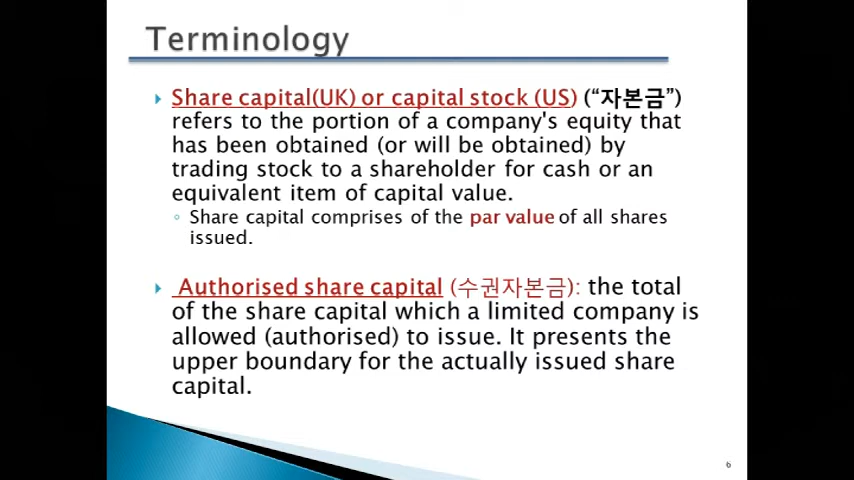 Terminology
Share capital(UK) or capital stock (US) (“자본금”)
refers to the portion of a company's equity that
has been obtained (or will be obtained) by
trading stock to a shareholder for cash or an
equivalent item of capital value.
Share capital comprises of the par value of all shares
issued.
Authorised share capital (수권자본금): the total
of the share capital which a limited company is
allowed (authorised) to issue. It presents the
upper boundary for the actually issued share
capital.
6